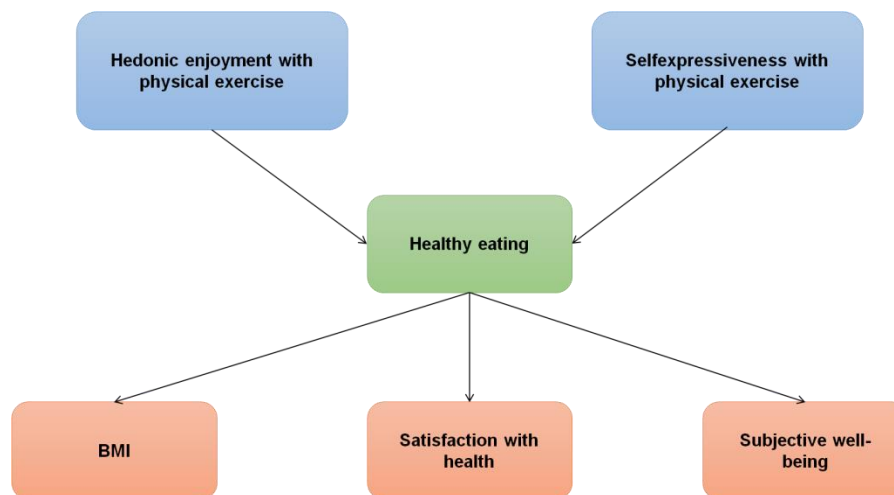 Hedonic enjoyment with
physical exercise
Selfexpressiveness with
physical exercise
Healthy eating
BMI
Satisfaction with
health
Subjective well-
being